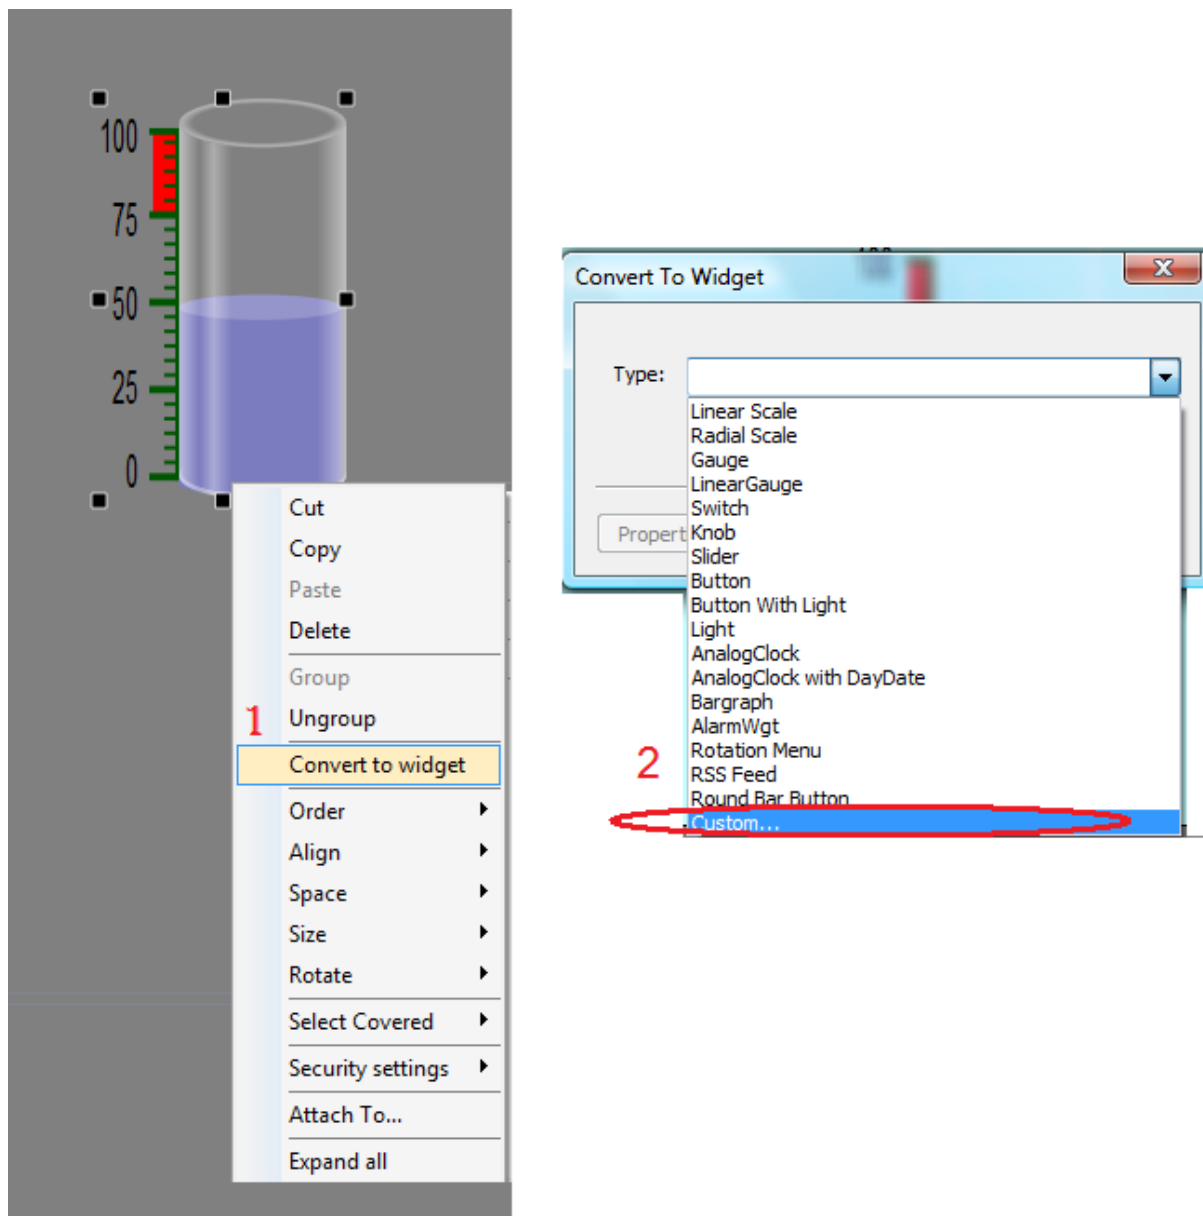 100
75
50
25
0
Cut
Copy
Paste
Delete
Group
1
Ungroup
Convert to widget
Order
Align
Space
Size
Rotate
Select Covered
Security settings
Attach To...
Expand all
Convert To Widget
Type:
Linear Scale
Radial Scale
Gauge
LinearGauge
Switch
Propert
Knob
Slider
Button
Button With Light
Light
AnalogClock
AnalogClock with DayDate
Bargraph
AlarmWgt
2
Rotation Menu
RSS Feed
Round Bar Button
Custom...